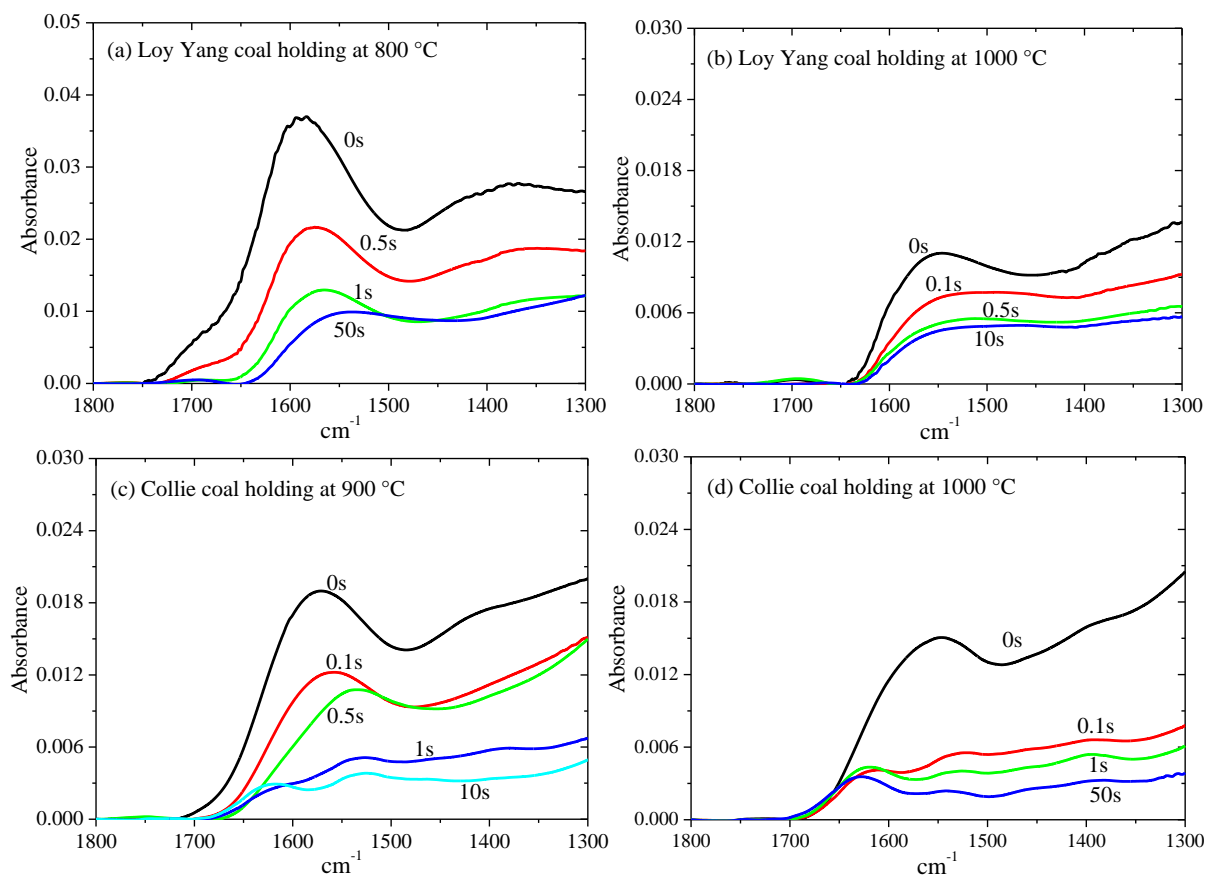 (a) Loy Yang coal holding at 800 °C
0.05
0.04
0.03
0.02
0.01
0.00
Absorbance
0s
0.5s
1s
50s
1800 1700 1600 1500 1400 1300
cm⁻¹
(b) Loy Yang coal holding at 1000 °C
0.030
0.024
0.018
0.012
0.006
0.000
Absorbance
0s
0.1s
0.5s
10s
1800 1700 1600 1500 1400 1300
cm⁻¹
(c) Collie coal holding at 900 °C
0.030
0.024
0.018
0.012
0.006
0.000
Absorbance
0s
0.1s
0.5s
1s
10s
1800 1700 1600 1500 1400 1300
cm⁻¹
(d) Collie coal holding at 1000 °C
0.030
0.024
0.018
0.012
0.006
0.000
Absorbance
0s
0.1s
1s
50s
1800 1700 1600 1500 1400 1300
cm⁻¹